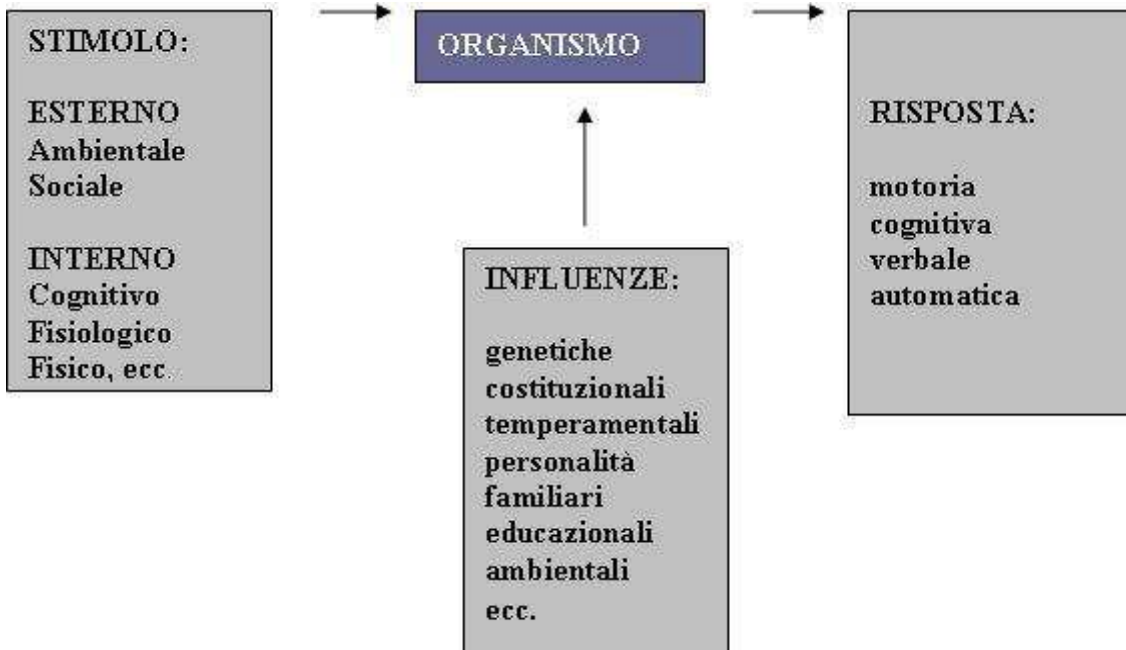 STIMOLO:
ESTERNO
Ambientale
Sociale
INTERNO
Cognitivo
Fisiologico
Fisico, ecc.
ORGANISMO
INFLUENZE:
genetiche
costituzionali
temperamentali
personalità
familiari
educazionali
ambientali
ecc.
RISPOSTA:
motoria
cognitiva
verbale
automatica